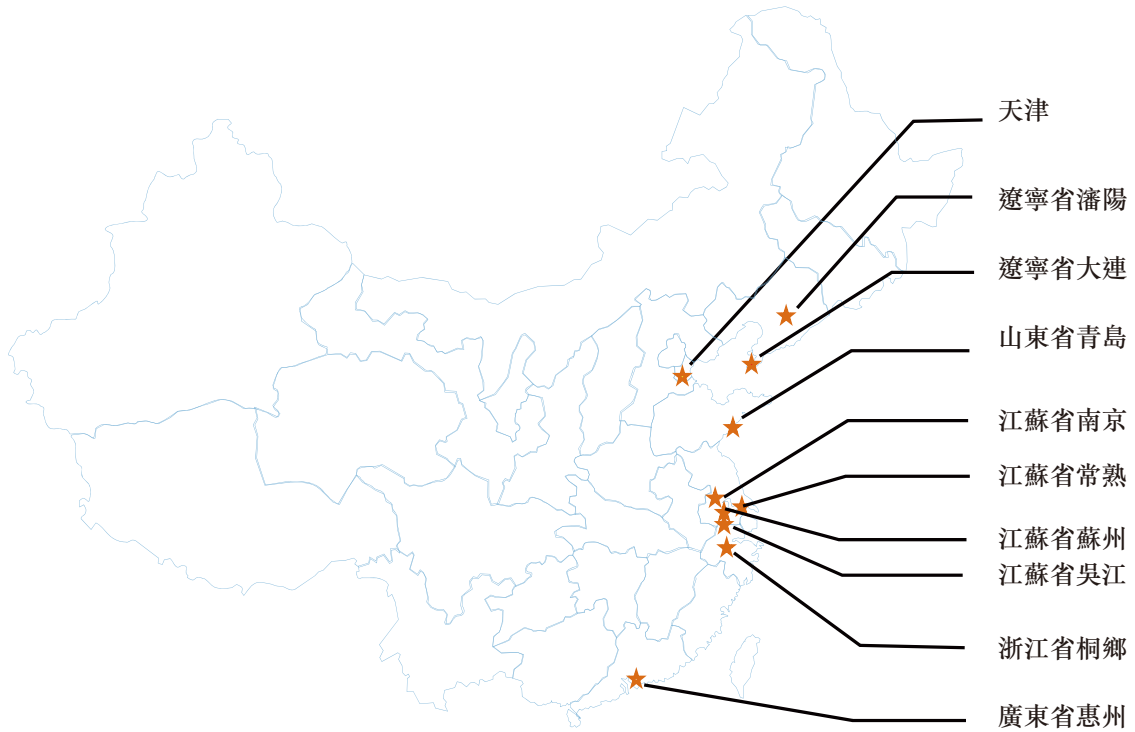 天津
遼寧省瀋陽
遼寧省大連
山東省青島
江蘇省南京
江蘇省常熟
江蘇省蘇州
江蘇省吳江
浙江省桐鄉
廣東省惠州